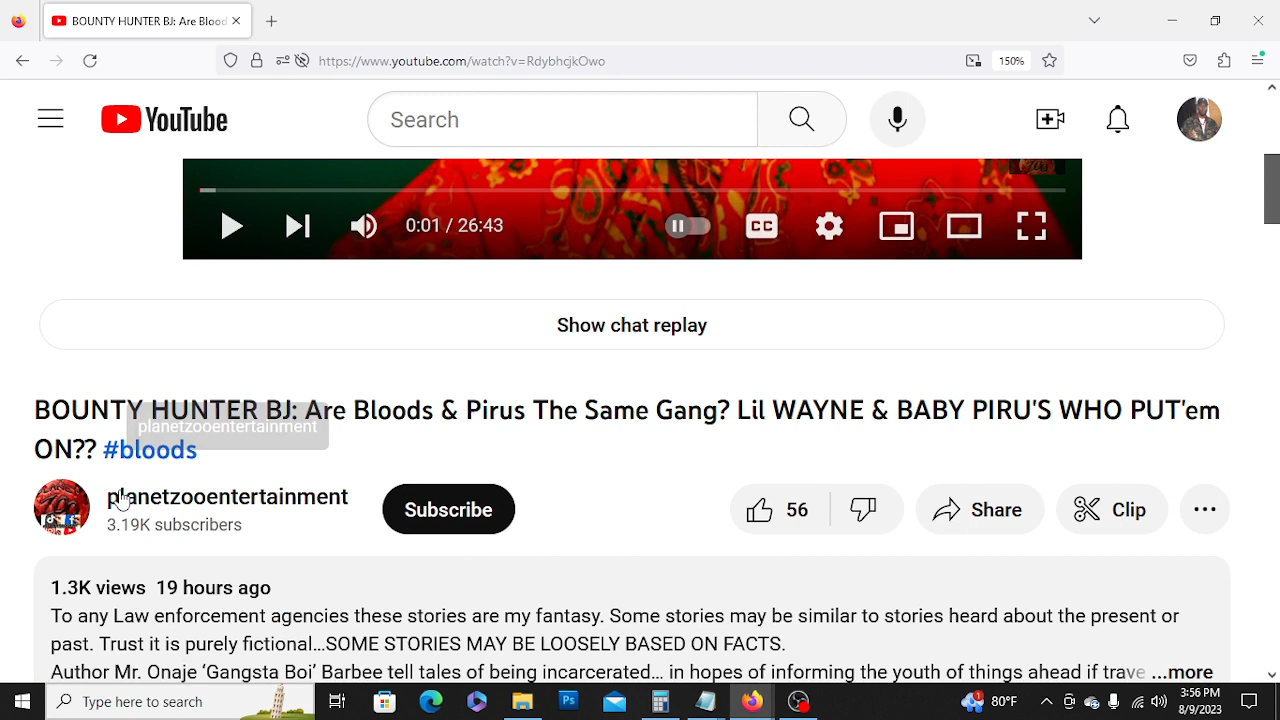 BOUNTY HUNTER BJ: Are Blood
https://www.youtube.com/watch?v=RdybhcjkOwo
150%
YouTube
Search
0:01 / 26:43
CC
Show chat replay
BOUNTY HUNTER BJ: Are Bloods & Pirus The Same Gang? Lil WAYNE & BABY PIRU'S WHO PUT'em
ON?? #bloods
planetzooentertainment
planetzooentertainment
3.19K subscribers
Subscribe
56
Share
Clip
1.3K views 19 hours ago
To any Law enforcement agencies these stories are my fantasy. Some stories may be similar to stories heard about the present or
past. Trust it is purely fictional...SOME STORIES MAY BE LOOSELY BASED ON FACTS.
Author Mr. Onaje ‘Gangsta Boi’ Barbee tell tales of being incarcerated... in hopes of informing the youth of things ahead if trave ...more
Type here to search
Ps
1
80°F
3:56 PM
8/9/2023